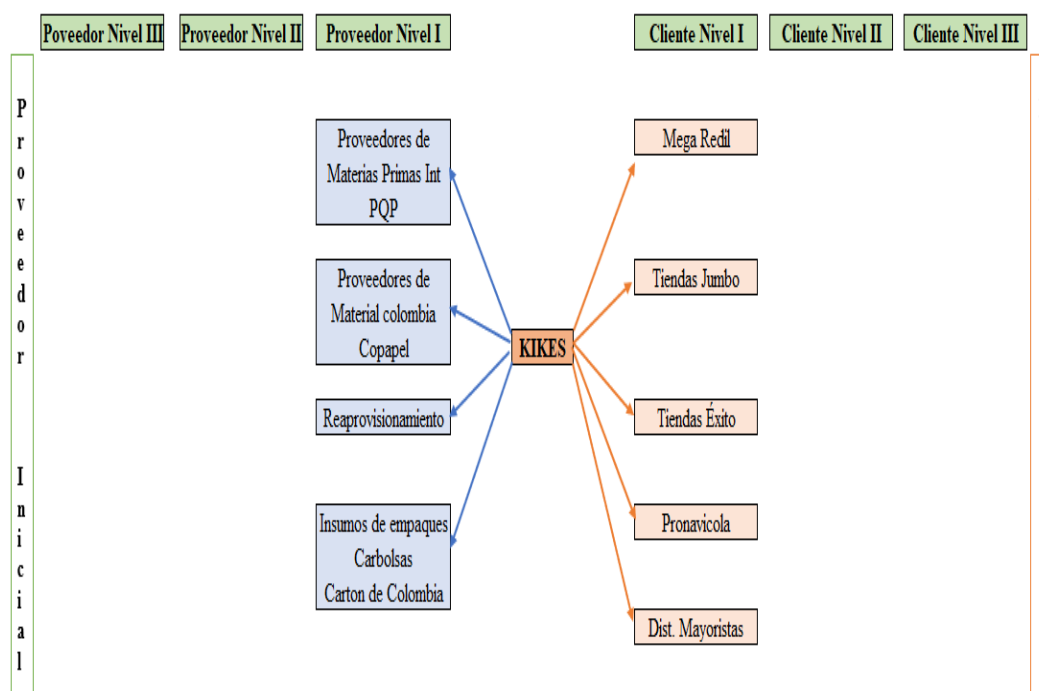 Poveedor Nivel III
Proveedor Nivel II
Proveedor Nivel I
Cliente Nivel I
Cliente Nivel II
Cliente Nivel III
Proveedor Inicial
Proveedores de
Materias Primas Int
PQP
Proveedores de
Material colombia
Copapel
Reaprovisionamiento
Insumos de empaques
Carbolsas
Carton de Colombia
KIKES
Mega Redil
Tiendas Jumbo
Tiendas Éxito
Pronavicola
Dist. Mayoristas